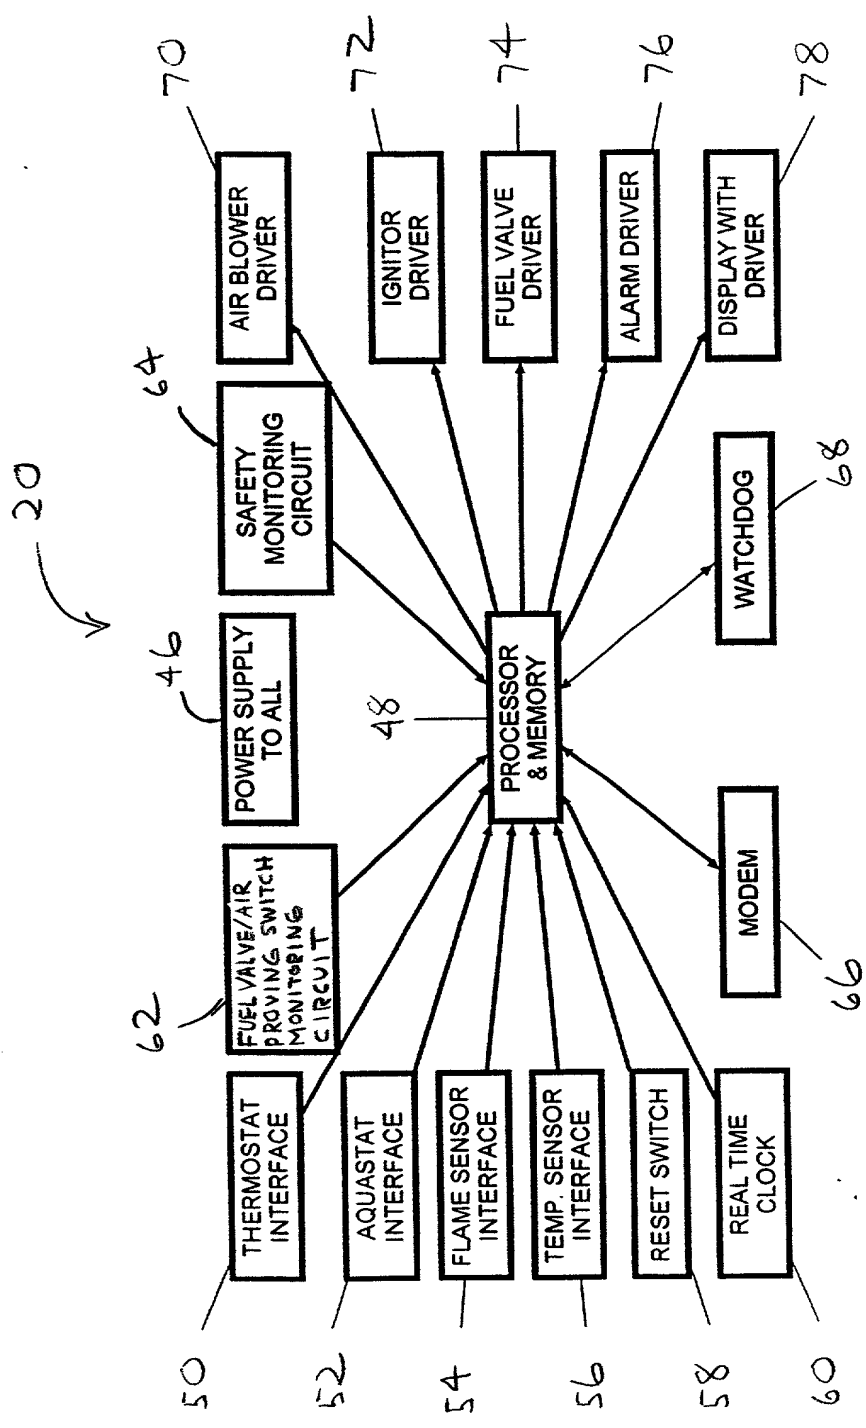 20
50
THERMOSTAT
INTERFACE
52
AQUASTAT
INTERFACE
54
FLAME SENSOR
INTERFACE
56
TEMP. SENSOR
INTERFACE
58
RESET SWITCH
60
REAL TIME
CLOCK
62
FUEL VALVE/AIR
PROVING SWITCH
MONITORING
CIRCUIT
46
POWER SUPPLY
TO ALL
64
SAFETY
MONITORING
CIRCUIT
48
PROCESSOR
& MEMORY
MODEM
66
WATCHDOG
68
70
AIR BLOWER
DRIVER
72
IGNITOR
DRIVER
74
FUEL VALVE
DRIVER
76
ALARM DRIVER
78
DISPLAY WITH
DRIVER